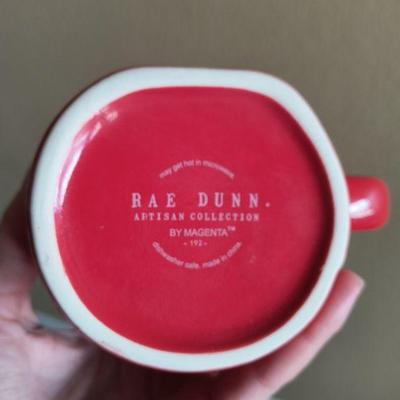 may get hot in microwave.
RAE DUNN.
ARTISAN COLLECTION
BY MAGENTA™
- 192 -
dishwasher safe. made in china.